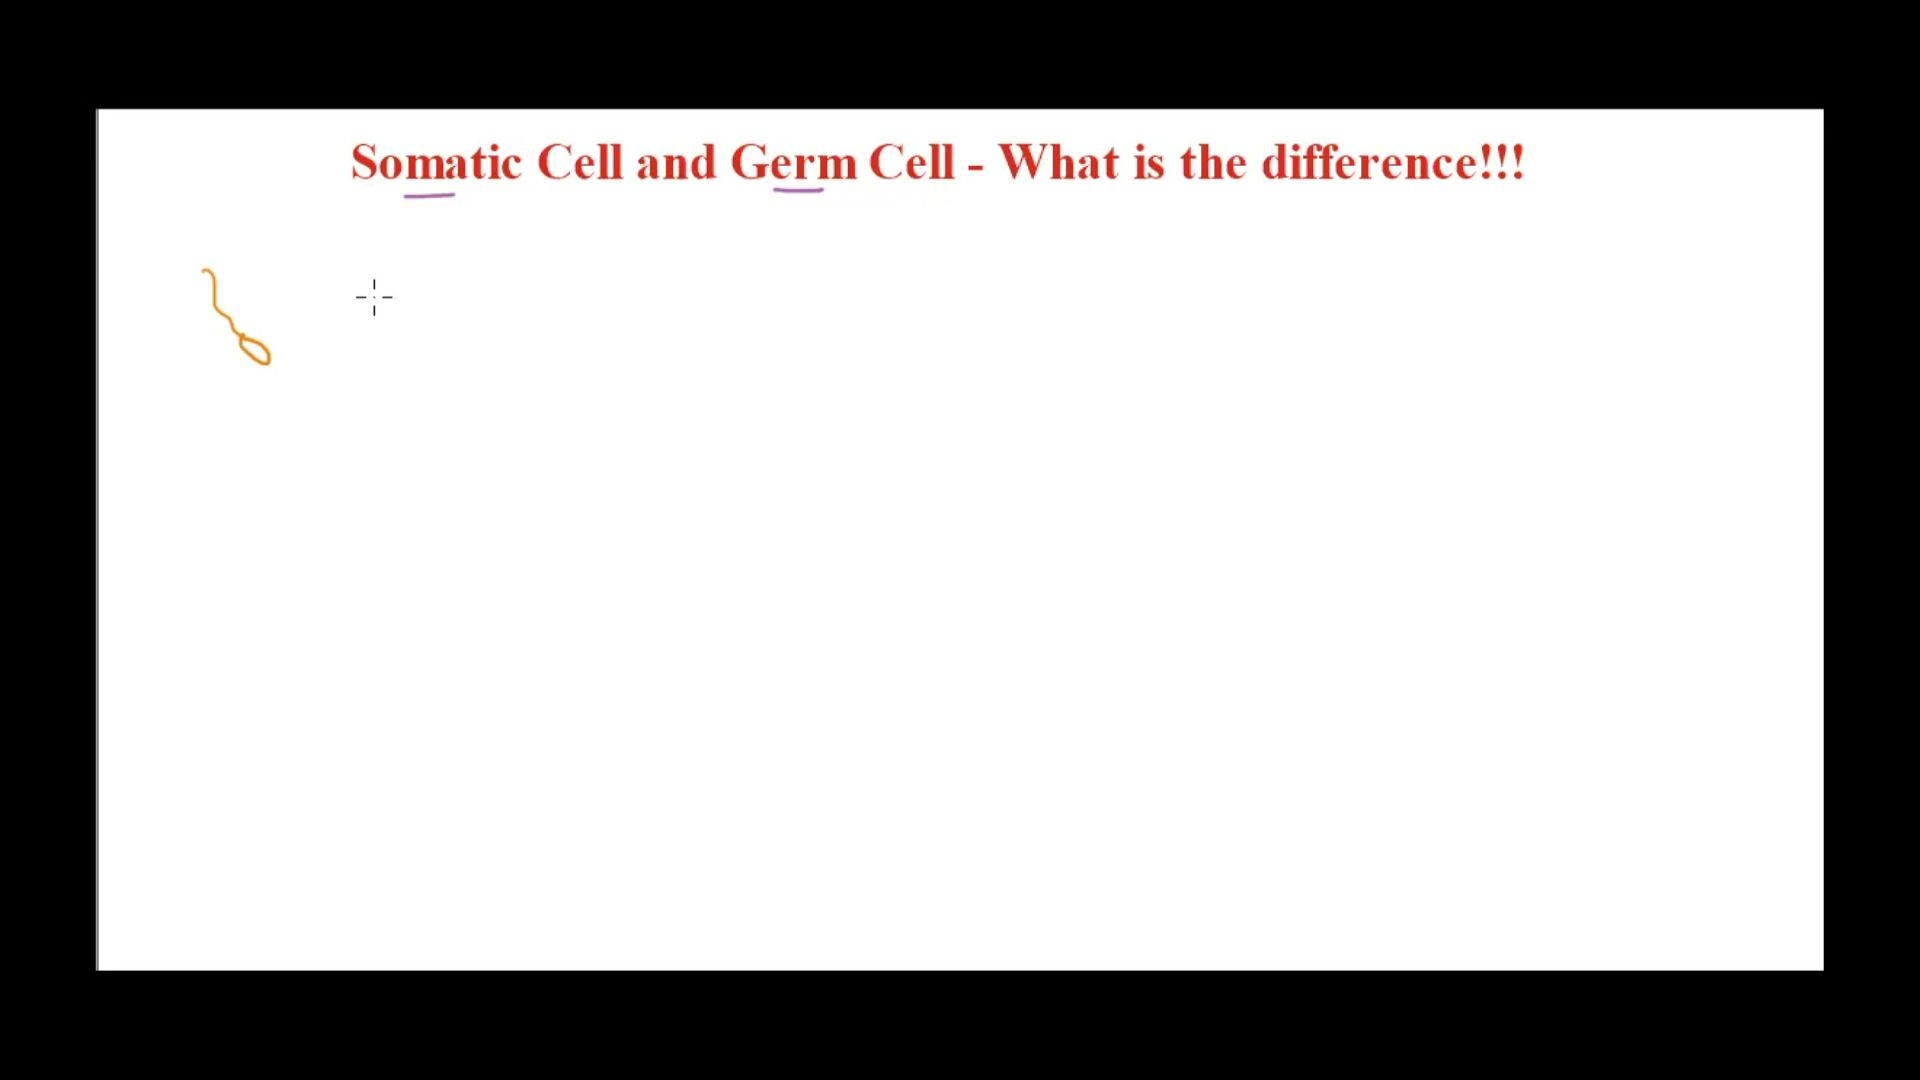 Somatic Cell and Germ Cell - What is the difference!!!